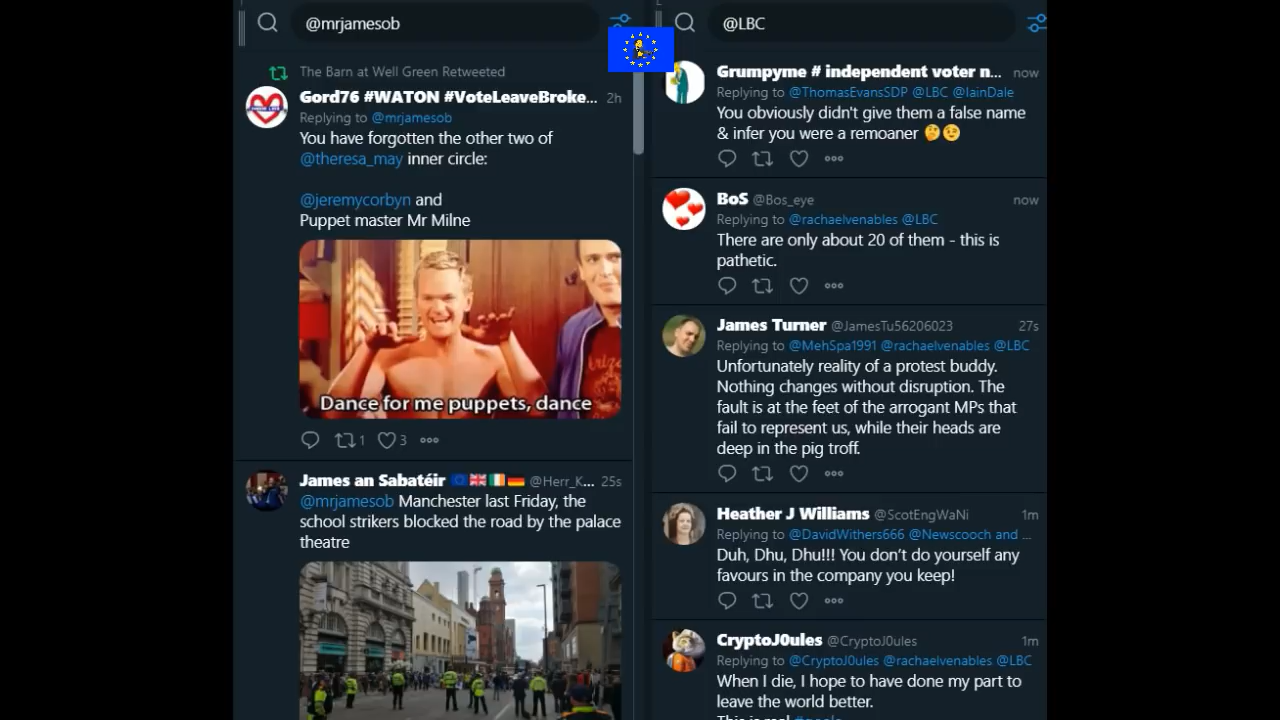 @mrjamesob
The Barn at Well Green Retweeted
Gord76 #WATON #VoteLeaveBroke... 2h
Replying to @mrjamesob
You have forgotten the other two of
@theresa_may inner circle:
@jeremycorbyn and
Puppet master Mr Milne
Dance for me puppets, dance
1 3
James an Sabatéir 🇪🇺🇬🇧🇮🇪🇩🇪 @Herr_K... 25s
@mrjamesob Manchester last Friday, the
school strikers blocked the road by the palace
theatre
@LBC
Grumpyme # independent voter n... now
Replying to @ThomasEvansSDP @LBC @IainDale
You obviously didn't give them a false name
& infer you were a remoaner 🤔😉
BoS @Bos_eye now
Replying to @rachaelvenables @LBC
There are only about 20 of them - this is
pathetic.
James Turner @JamesTu56206023 27s
Replying to @MehSpa1991 @rachaelvenables @LBC
Unfortunately reality of a protest buddy.
Nothing changes without disruption. The
fault is at the feet of the arrogant MPs that
fail to represent us, while their heads are
deep in the pig troff.
Heather J Williams @ScotEngWaNi 1m
Replying to @DavidWithers666 @Newscooch and ...
Duh, Dhu, Dhu!!! You don't do yourself any
favours in the company you keep!
CryptoJ0ules @CryptoJ0ules 1m
Replying to @CryptoJ0ules @rachaelvenables @LBC
When I die, I hope to have done my part to
leave the world better.